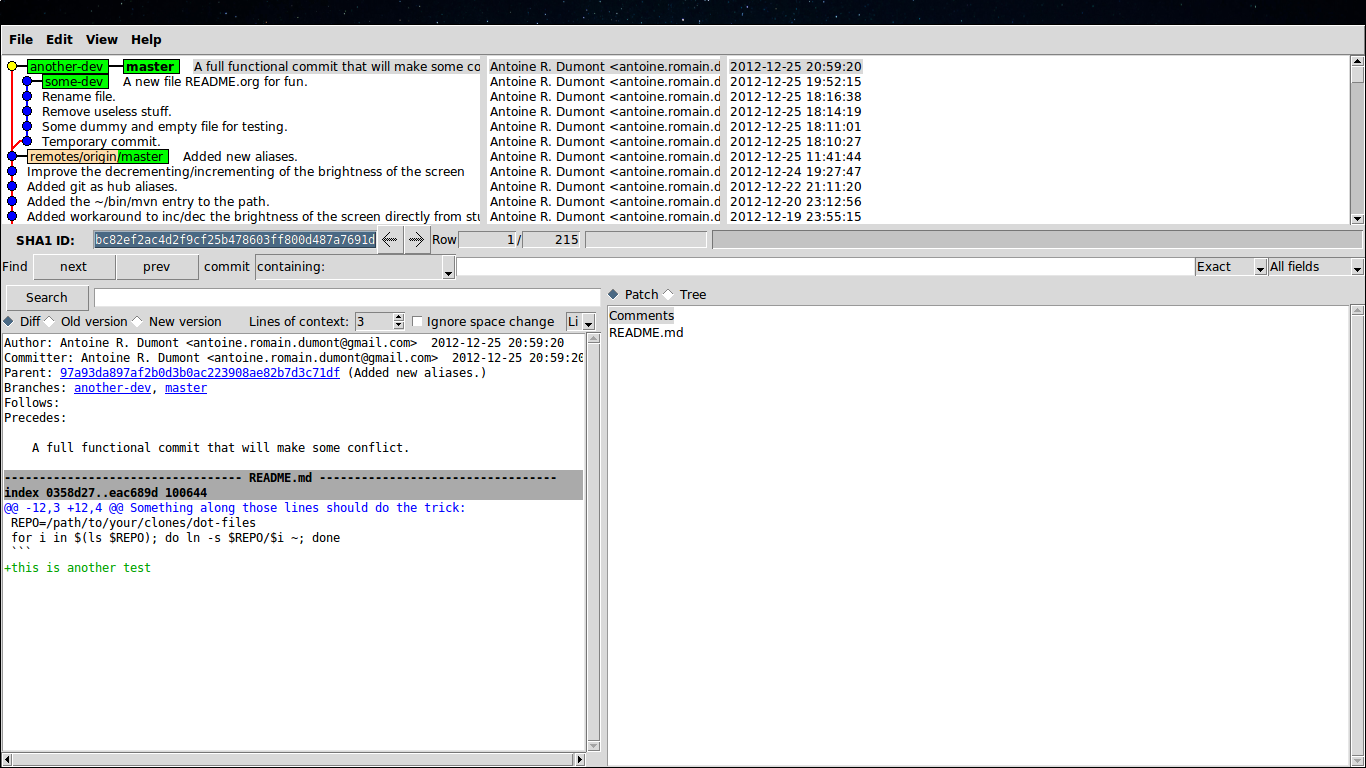 File Edit View Help
another-dev master A full functional commit that will make some co Antoine R. Dumont <antoine.romain.d 2012-12-25 20:59:20
some-dev A new file README.org for fun. Antoine R. Dumont <antoine.romain.d 2012-12-25 19:52:15
Rename file. Antoine R. Dumont <antoine.romain.d 2012-12-25 18:16:38
Remove useless stuff. Antoine R. Dumont <antoine.romain.d 2012-12-25 18:14:19
Some dummy and empty file for testing. Antoine R. Dumont <antoine.romain.d 2012-12-25 18:11:01
Temporary commit. Antoine R. Dumont <antoine.romain.d 2012-12-25 18:10:27
remotes/origin/master Added new aliases. Antoine R. Dumont <antoine.romain.d 2012-12-25 11:41:44
Improve the decrementing/incrementing of the brightness of the screen Antoine R. Dumont <antoine.romain.d 2012-12-24 19:27:47
Added git as hub aliases. Antoine R. Dumont <antoine.romain.d 2012-12-22 21:11:20
Added the ~/bin/mvn entry to the path. Antoine R. Dumont <antoine.romain.d 2012-12-20 23:12:56
Added workaround to inc/dec the brightness of the screen directly from stu Antoine R. Dumont <antoine.romain.d 2012-12-19 23:55:15
SHA1 ID: bc82ef2ac4d2f9cf25b478603ff800d487a7691d Row 1 / 215
Find next prev commit containing: Exact All fields
Search
Patch Tree
Diff Old version New version Lines of context: 3 Ignore space change Li
Comments
README.md
Author: Antoine R. Dumont <antoine.romain.dumont@gmail.com> 2012-12-25 20:59:20
Committer: Antoine R. Dumont <antoine.romain.dumont@gmail.com> 2012-12-25 20:59:20
Parent: 97a93da897af2b0d3b0ac223908ae82b7d3c71df (Added new aliases.)
Branches: another-dev, master
Follows:
Precedes:
A full functional commit that will make some conflict.
---------------------------------- README.md ----------------------------------
index 0358d27..eac689d 100644
@@ -12,3 +12,4 @@ Something along those lines should do the trick:
REPO=/path/to/your/clones/dot-files
for i in $(ls $REPO); do ln -s $REPO/$i ~; done
```
+this is another test